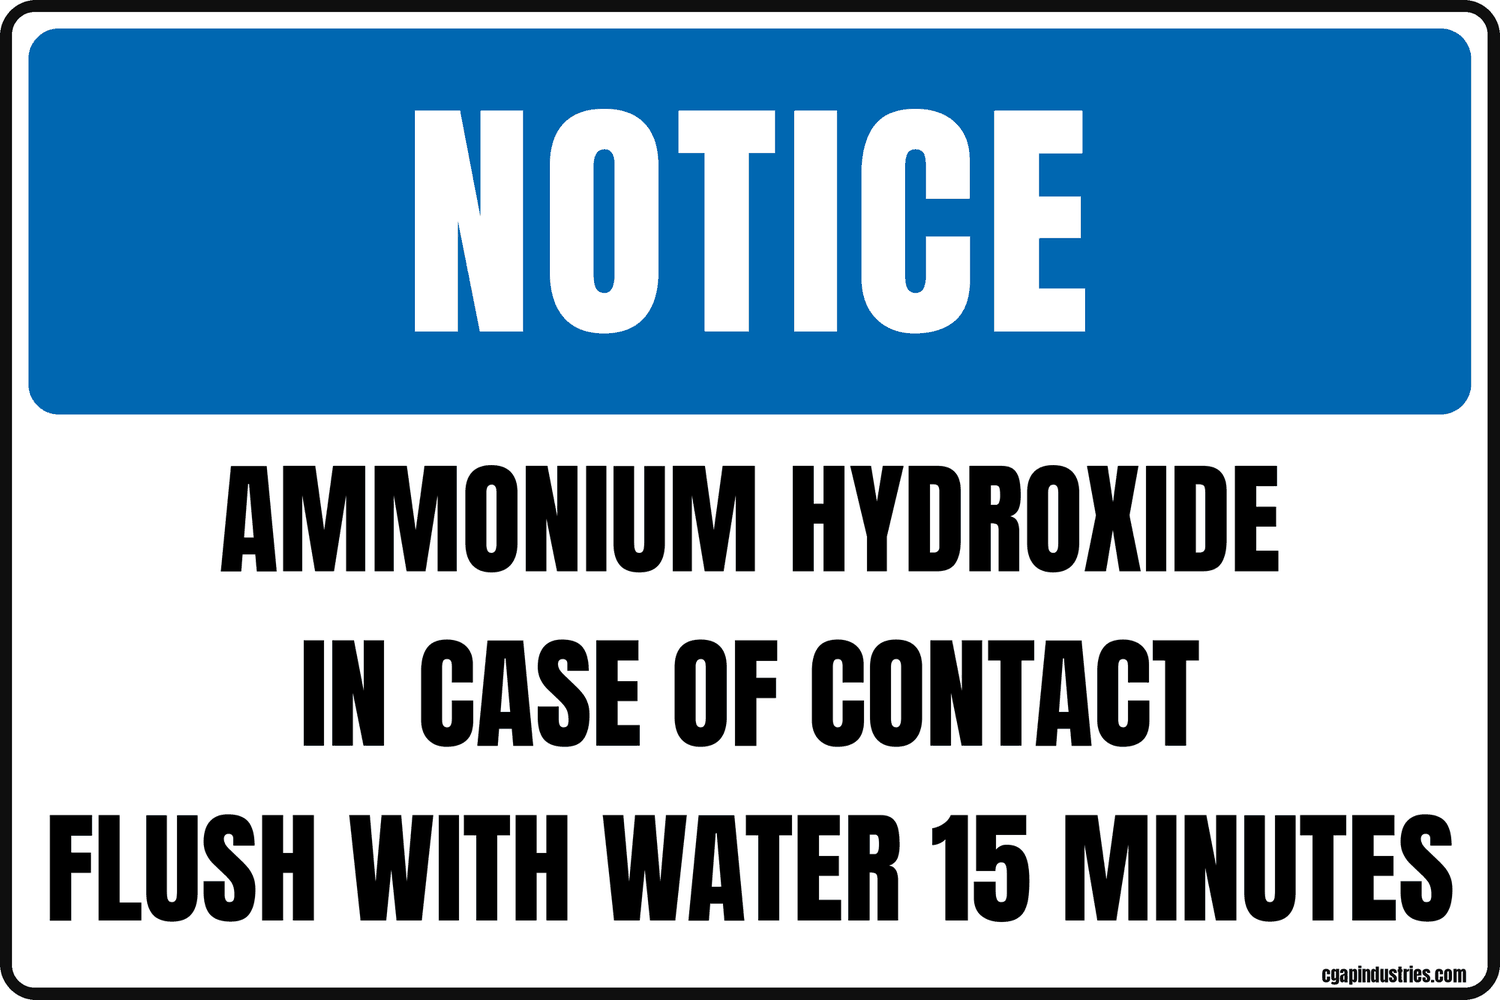 NOTICE
AMMONIUM HYDROXIDE
IN CASE OF CONTACT
FLUSH WITH WATER 15 MINUTES
cgapindustries.com